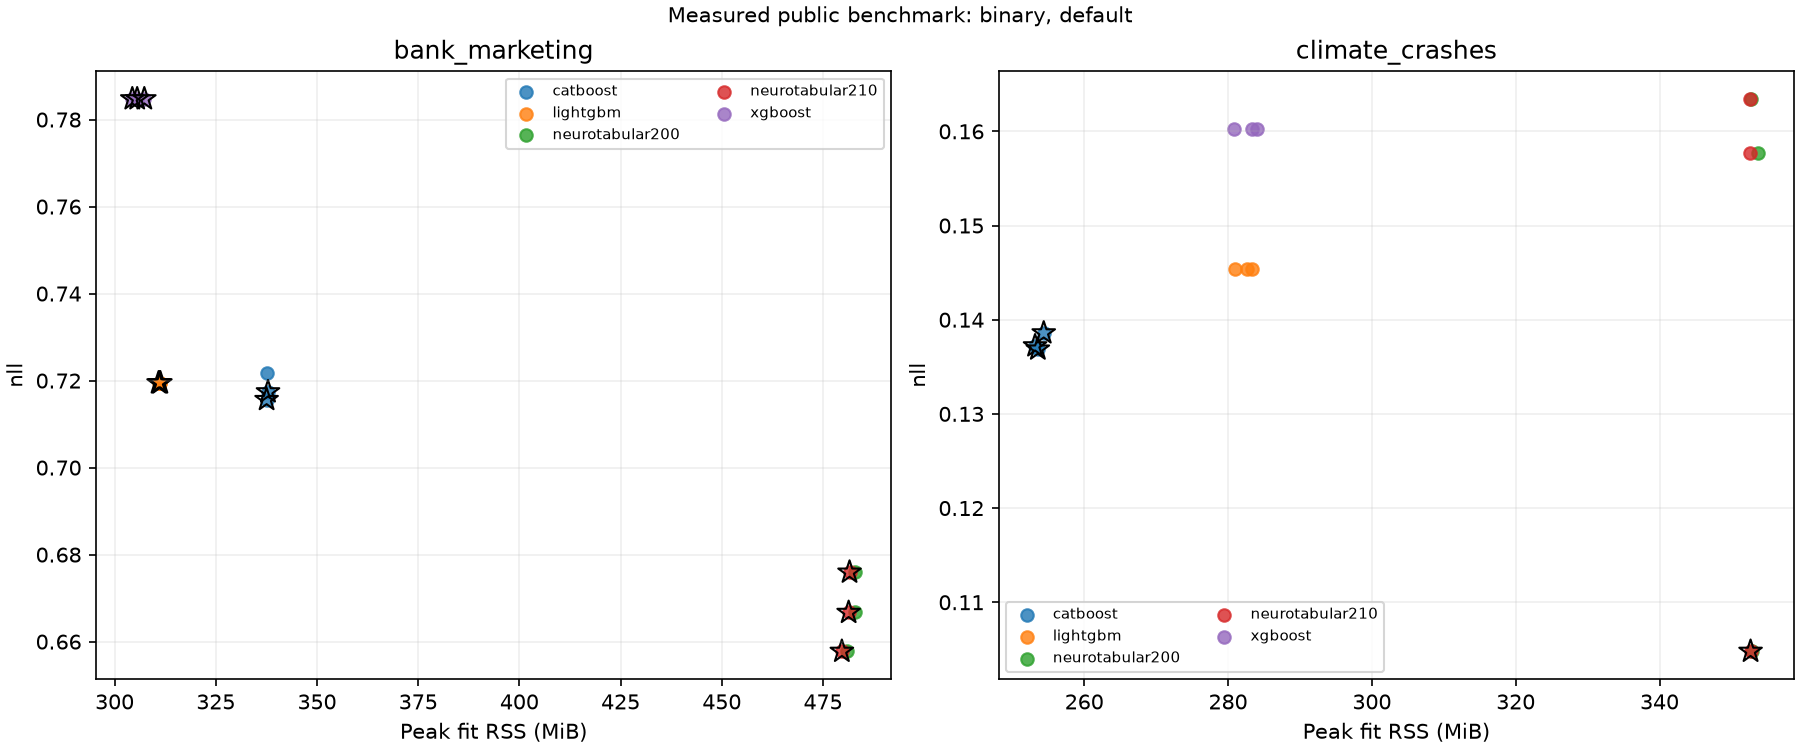 Measured public benchmark: binary, default
bank_marketing
nll
0.78
0.76
0.74
0.72
0.70
0.68
0.66
catboost
lightgbm
neurotabular200
neurotabular210
xgboost
300 325 350 375 400 425 450 475
Peak fit RSS (MiB)
climate_crashes
nll
0.16
0.15
0.14
0.13
0.12
0.11
catboost
lightgbm
neurotabular200
neurotabular210
xgboost
260 280 300 320 340
Peak fit RSS (MiB)